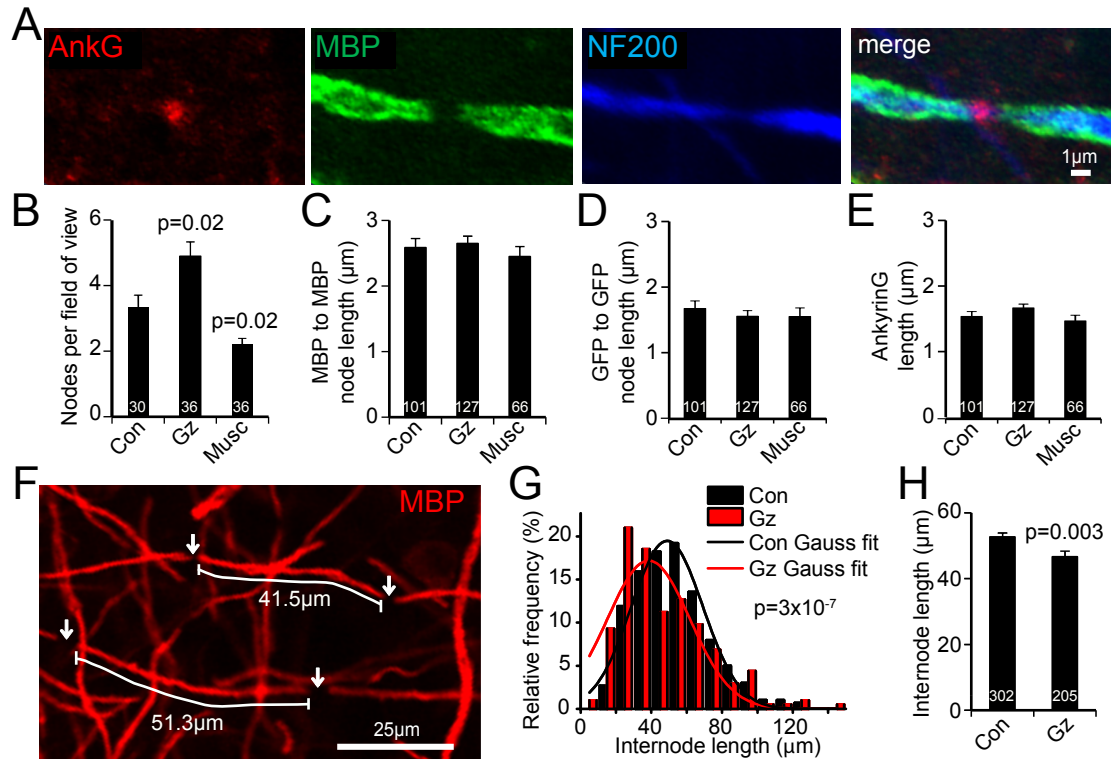 A
AnkG
MBP
NF200
merge
1μm
B
Nodes per field of view
6
4
2
0
p=0.02
p=0.02
30
36
36
Con
Gz
Musc
C
MBP to MBP
node length (μm)
3
2
1
0
101
127
66
Con
Gz
Musc
D
GFP to GFP
node length (μm)
3
2
1
0
101
127
66
Con
Gz
Musc
E
AnkyrinG
length (μm)
3
2
1
0
101
127
66
Con
Gz
Musc
F
MBP
41.5μm
51.3μm
25μm
G
Con
Gz
Con Gauss fit
Gz Gauss fit
p=3x10⁻⁷
Relative frequency (%)
20
15
10
5
0
0
40
80
120
Internode length (μm)
H
Internode length (μm)
60
40
20
0
p=0.003
302
205
Con
Gz